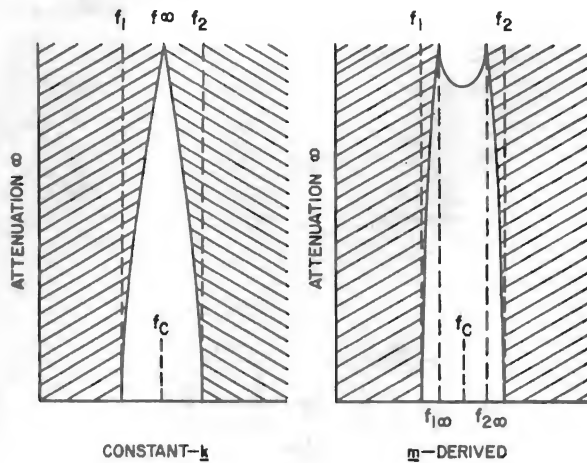 f1 f∞ f2
f1 f2
ATTENUATION ∞
ATTENUATION ∞
fC
fC
f1∞ f2∞
CONSTANT-k
m-DERIVED